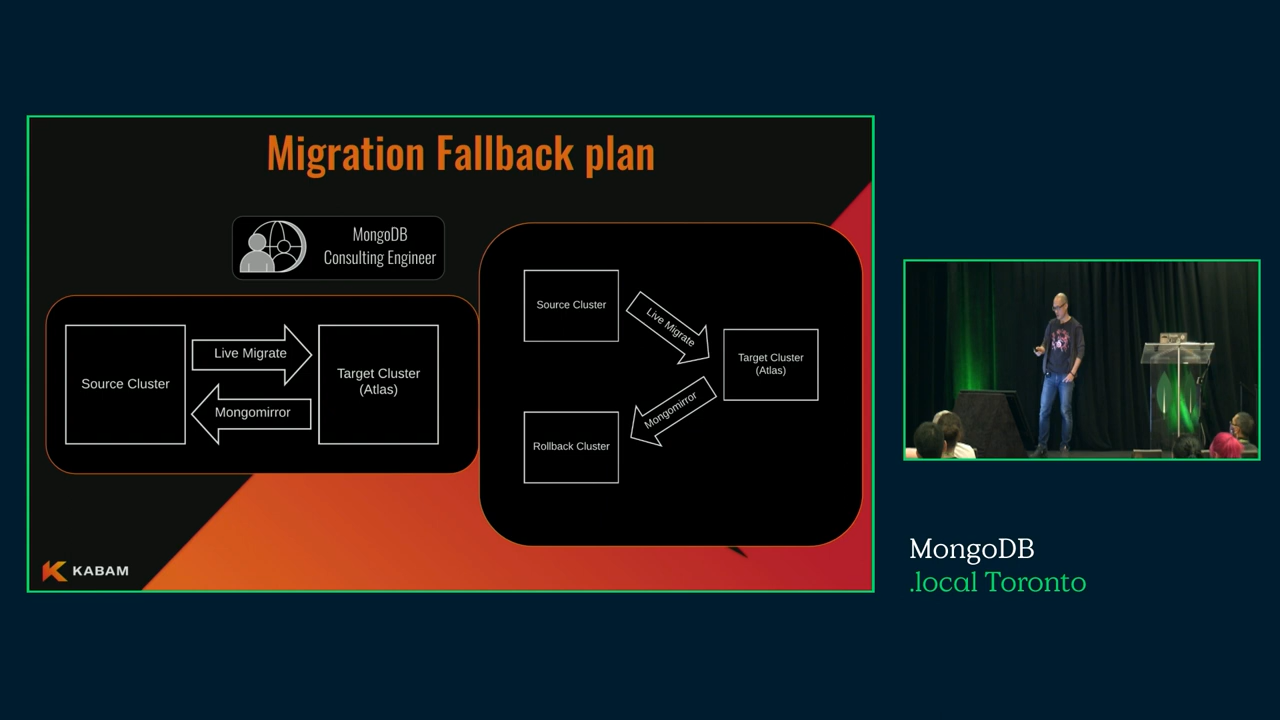 Migration Fallback plan
MongoDB
Consulting Engineer
Source Cluster
Live Migrate
Mongomirror
Target Cluster
(Atlas)
Source Cluster
Live Migrate
Target Cluster
(Atlas)
Mongomirror
Rollback Cluster
KABAM
MongoDB
.local Toronto